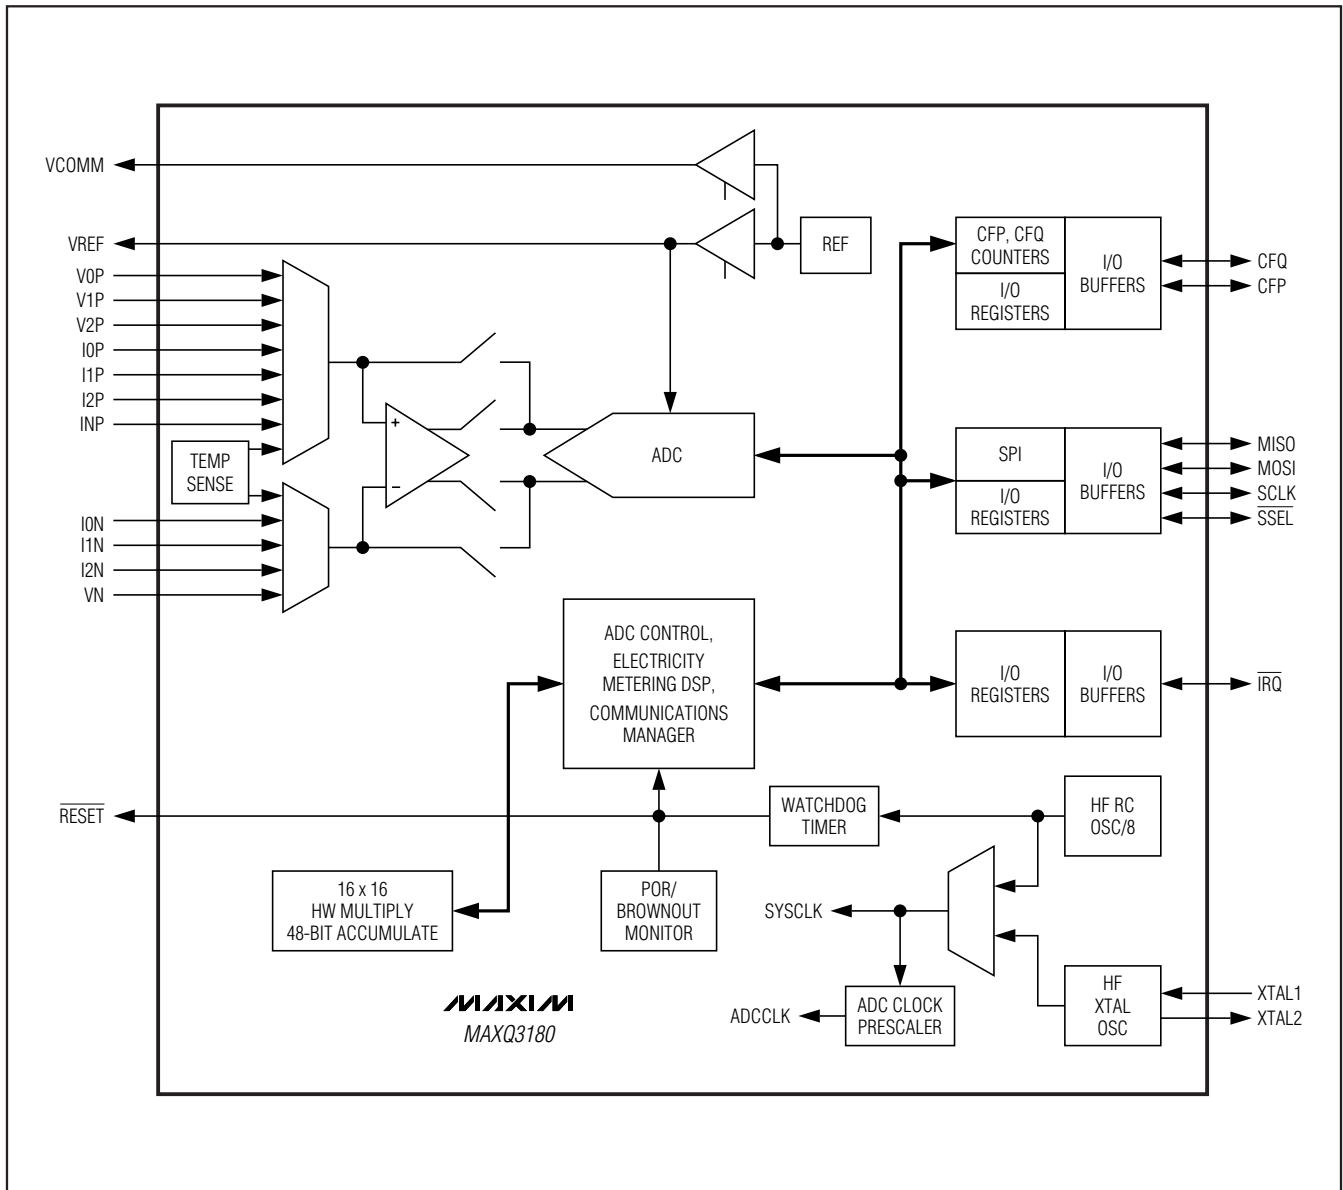 VCOMM
VREF
REF
V0P
V1P
V2P
I0P
I1P
I2P
INP
TEMP
SENSE
I0N
I1N
I2N
VN
+
−
ADC
CFP, CFQ
COUNTERS
I/O
REGISTERS
I/O
BUFFERS
CFQ
CFP
SPI
I/O
REGISTERS
I/O
BUFFERS
MISO
MOSI
SCLK
SSEL
ADC CONTROL,
ELECTRICITY
METERING DSP,
COMMUNICATIONS
MANAGER
I/O
REGISTERS
I/O
BUFFERS
IRQ
RESET
WATCHDOG
TIMER
HF RC
OSC/8
16 x 16
HW MULTIPLY
48-BIT ACCUMULATE
POR/
BROWNOUT
MONITOR
SYSCLK
ADCCLK
ADC CLOCK
PRESCALER
HF
XTAL
OSC
XTAL1
XTAL2
MAXIM
MAXQ3180